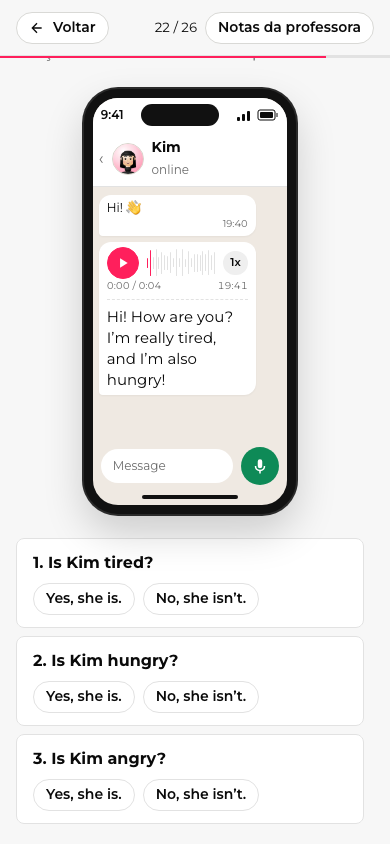 Voltar
22 / 26
Notas da professora
9:41
Kim
online
Hi! 👋
19:40
1x
0:00 / 0:04
19:41
Hi! How are you?
I’m really tired,
and I’m also
hungry!
Message
1. Is Kim tired?
Yes, she is.
No, she isn’t.
2. Is Kim hungry?
Yes, she is.
No, she isn’t.
3. Is Kim angry?
Yes, she is.
No, she isn’t.